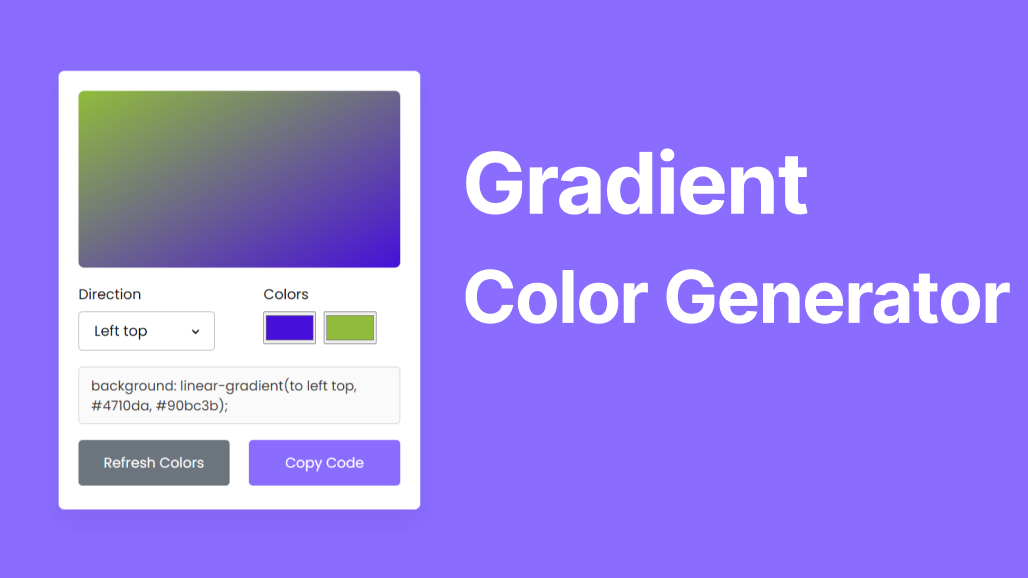 Gradient
Color Generator
Direction
Colors
Left top
background: linear-gradient(to left top,
#4710da, #90bc3b);
Refresh Colors
Copy Code